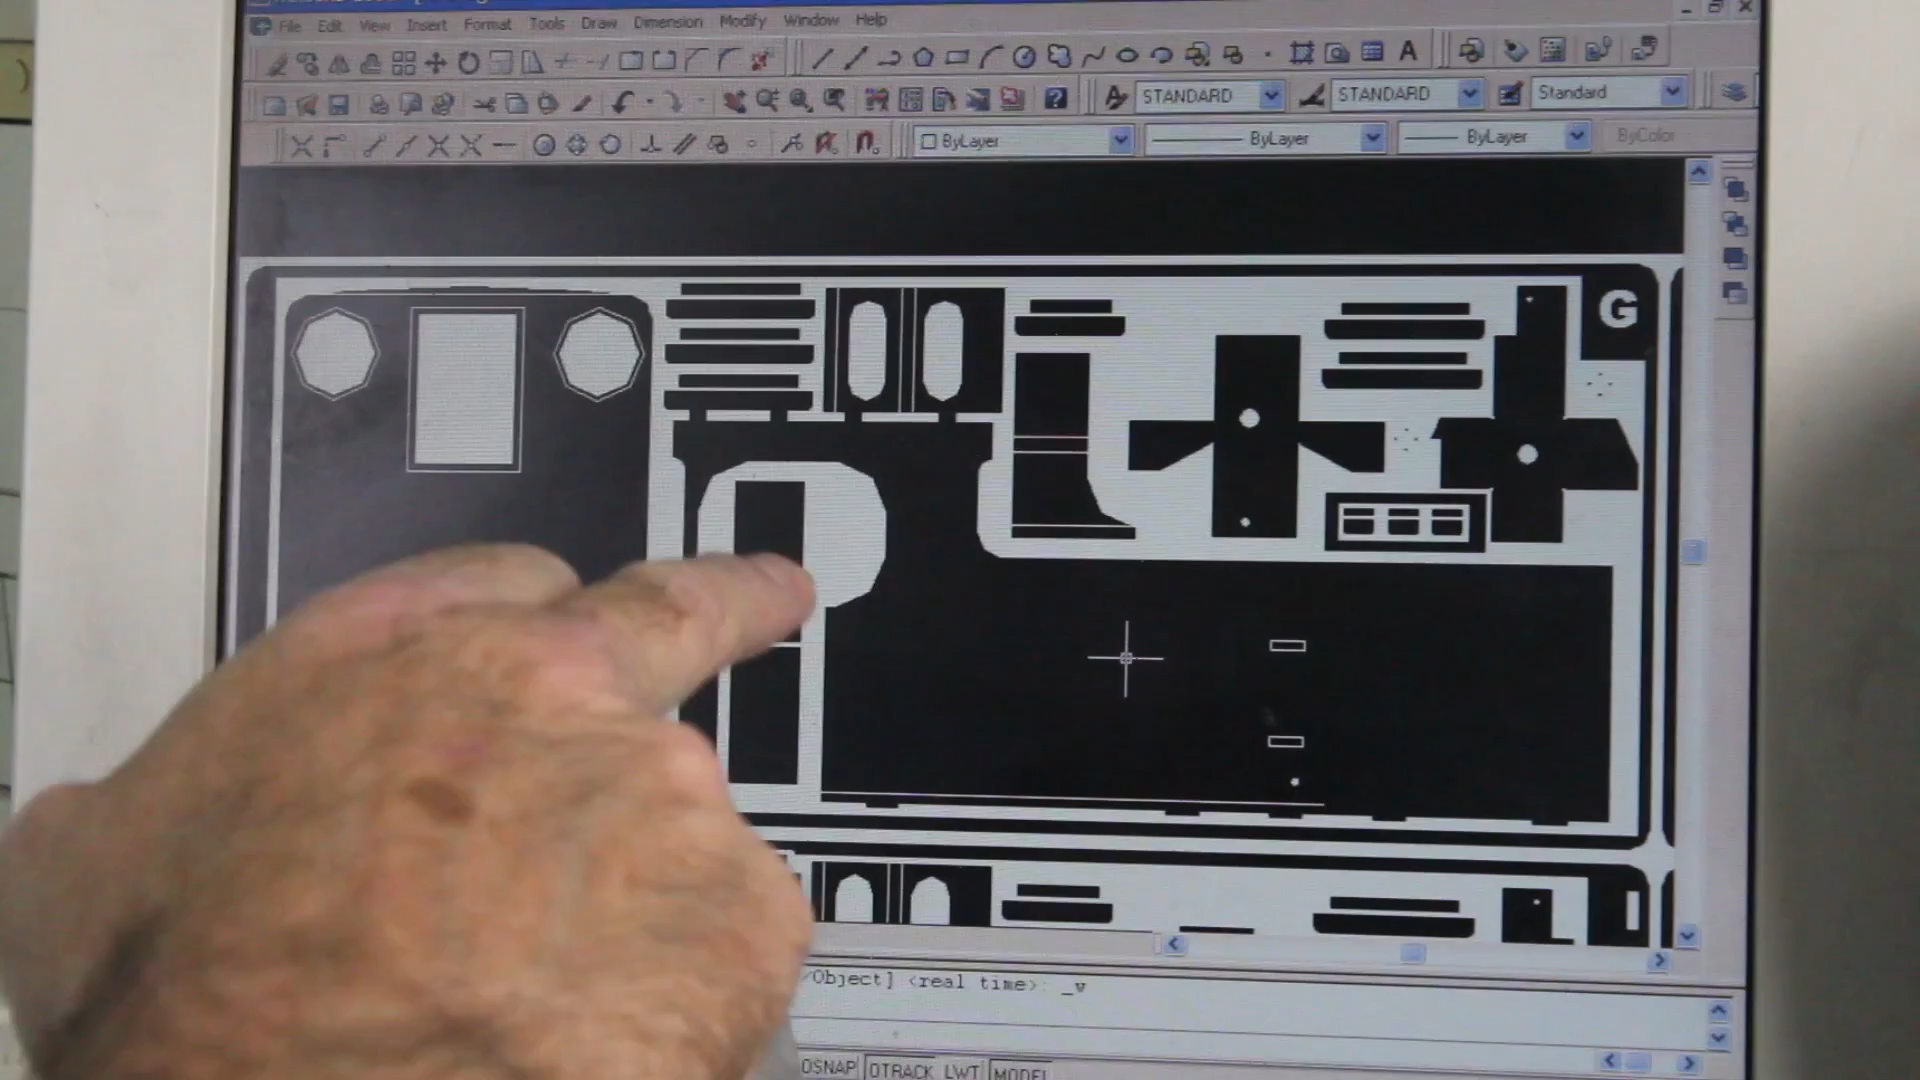 File Edit View Insert Format Tools Draw Dimension Modify Window Help
A
STANDARD STANDARD Standard
ByLayer ByLayer ByLayer ByColor
G
/Object] <real time>: _w
OSNAP OTRACK LWT MODEL